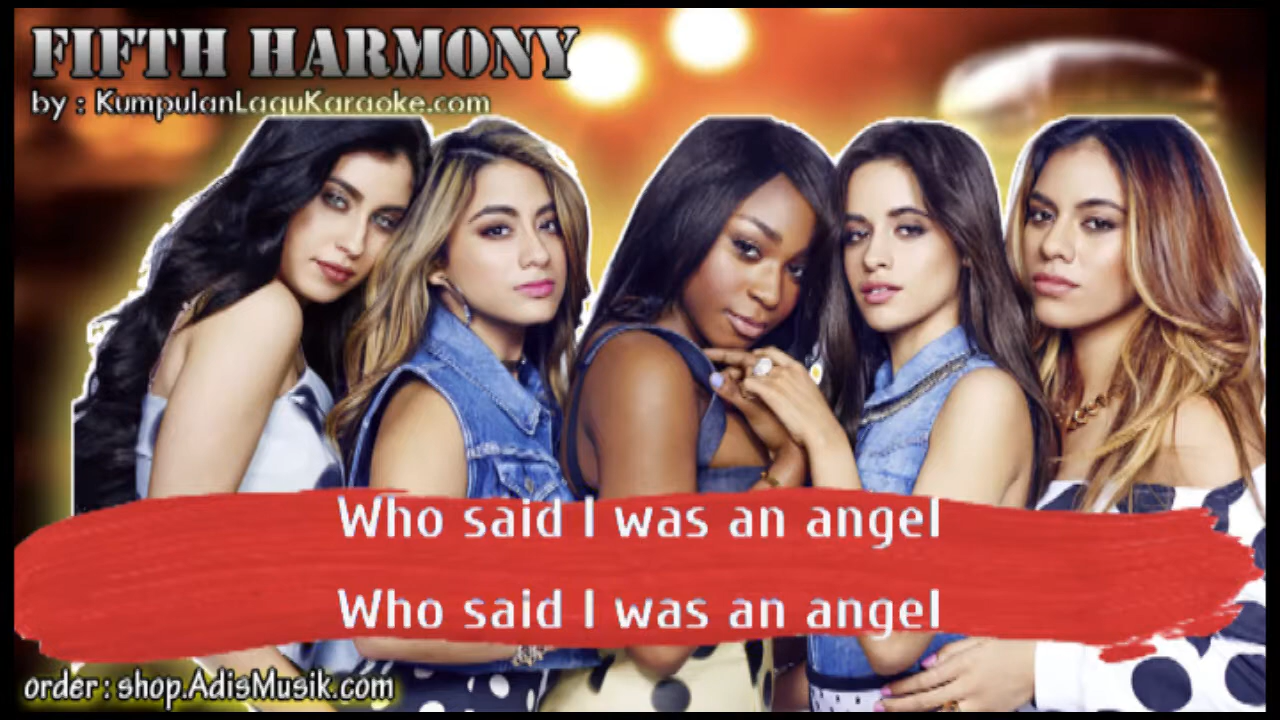 FIFTH HARMONY
by : KumpulanLaguKaraoke.com
Who said I was an angel
Who said I was an angel
order : shop.AdisMusik.com